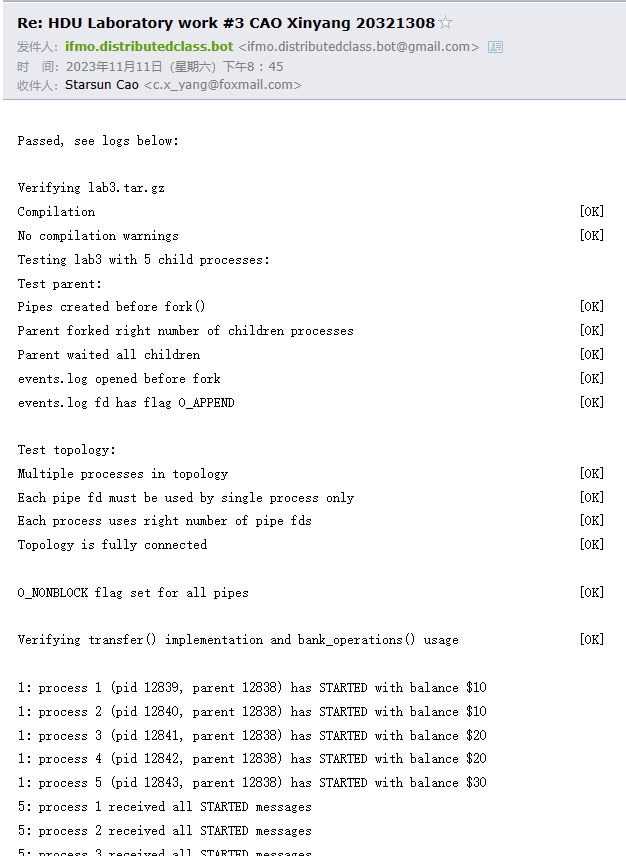 Re: HDU Laboratory work #3 CAO Xinyang 20321308
发件人: ifmo.distributedclass.bot <ifmo.distributedclass.bot@gmail.com>
时 间: 2023年11月11日 (星期六) 下午8:45
收件人: Starsun Cao <c.x_yang@foxmail.com>
Passed, see logs below:
Verifying lab3.tar.gz
Compilation [OK]
No compilation warnings [OK]
Testing lab3 with 5 child processes:
Test parent:
Pipes created before fork() [OK]
Parent forked right number of children processes [OK]
Parent waited all children [OK]
events.log opened before fork [OK]
events.log fd has flag O_APPEND [OK]
Test topology:
Multiple processes in topology [OK]
Each pipe fd must be used by single process only [OK]
Each process uses right number of pipe fds [OK]
Topology is fully connected [OK]
O_NONBLOCK flag set for all pipes [OK]
Verifying transfer() implementation and bank_operations() usage [OK]
1: process 1 (pid 12839, parent 12838) has STARTED with balance $10
1: process 2 (pid 12840, parent 12838) has STARTED with balance $10
1: process 3 (pid 12841, parent 12838) has STARTED with balance $20
1: process 4 (pid 12842, parent 12838) has STARTED with balance $20
1: process 5 (pid 12843, parent 12838) has STARTED with balance $30
5: process 1 received all STARTED messages
5: process 2 received all STARTED messages
5: process 3 received all STARTED messages